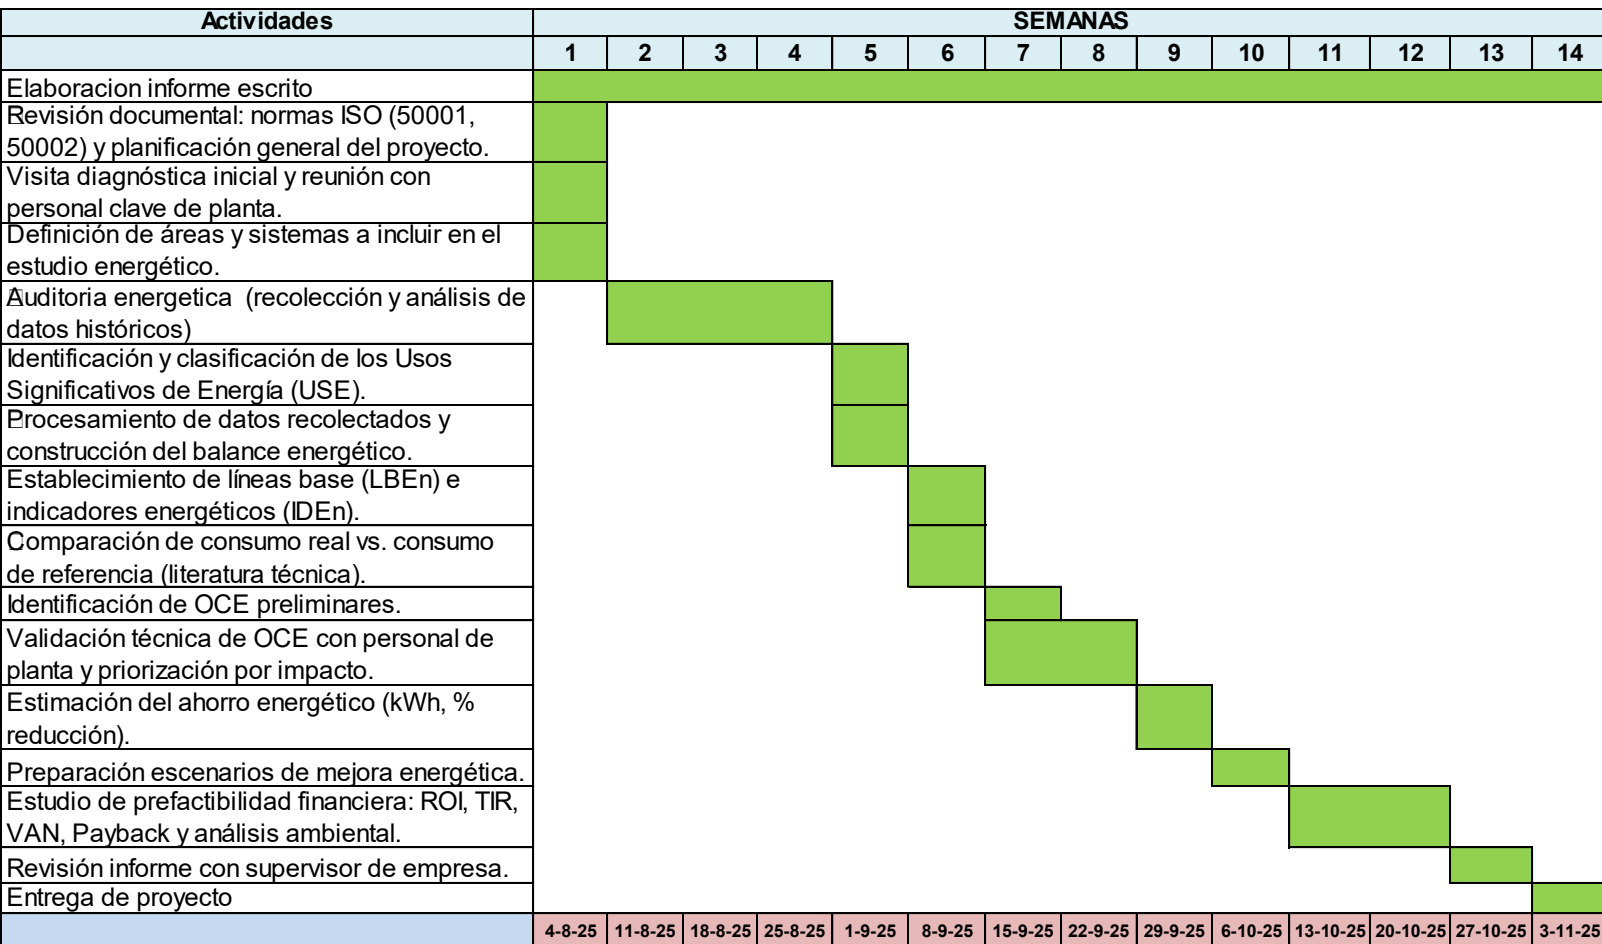 Actividades SEMANAS
1 2 3 4 5 6 7 8 9 10 11 12 13 14
Elaboracion informe escrito
Revisión documental: normas ISO (50001,
50002) y planificación general del proyecto.
Visita diagnóstica inicial y reunión con
personal clave de planta.
Definición de áreas y sistemas a incluir en el
estudio energético.
Auditoria energetica (recolección y análisis de
datos históricos)
Identificación y clasificación de los Usos
Significativos de Energía (USE).
Procesamiento de datos recolectados y
construcción del balance energético.
Establecimiento de líneas base (LBEn) e
indicadores energéticos (IDEn).
Comparación de consumo real vs. consumo
de referencia (literatura técnica).
Identificación de OCE preliminares.
Validación técnica de OCE con personal de
planta y priorización por impacto.
Estimación del ahorro energético (kWh, %
reducción).
Preparación escenarios de mejora energética.
Estudio de prefactibilidad financiera: ROI, TIR,
VAN, Payback y análisis ambiental.
Revisión informe con supervisor de empresa.
Entrega de proyecto
4-8-25 11-8-25 18-8-25 25-8-25 1-9-25 8-9-25 15-9-25 22-9-25 29-9-25 6-10-25 13-10-25 20-10-25 27-10-25 3-11-25